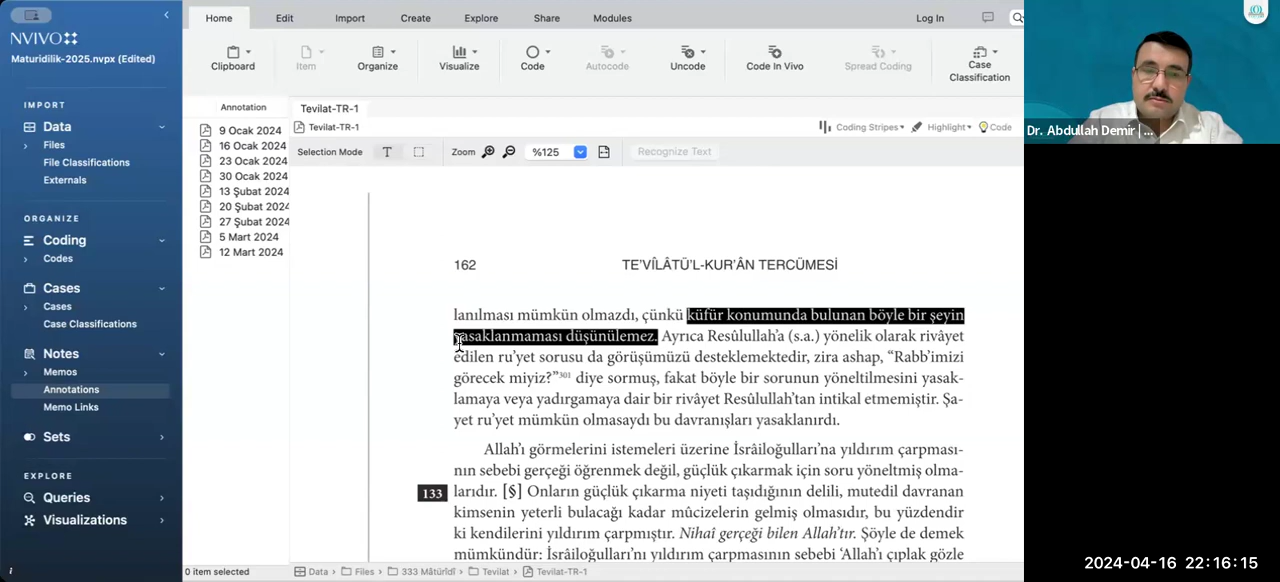 NVIVO
Maturidilik-2025.nvpx (Edited)
IMPORT
Data
Files
File Classifications
Externals
ORGANIZE
Coding
Codes
Cases
Cases
Case Classifications
Notes
Memos
Annotations
Memo Links
Sets
EXPLORE
Queries
Visualizations
Home Edit Import Create Explore Share Modules Log In
Clipboard Item Organize Visualize Code Autocode Uncode Code In Vivo Spread Coding Case Classification
Annotation
9 Ocak 2024
16 Ocak 2024
23 Ocak 2024
30 Ocak 2024
13 Şubat 2024
20 Şubat 2024
27 Şubat 2024
5 Mart 2024
12 Mart 2024
Tevilat-TR-1
Tevilat-TR-1 Coding Stripes Highlight Code
Selection Mode T Zoom %125 Recognize Text
162 TE’VÎLÂTÜ’L-KUR’ÂN TERCÜMESİ
lanılması mümkün olmazdı, çünkü küfür konumunda bulunan böyle bir şeyin
yasaklanmaması düşünülemez. Ayrıca Resûlullah’a (s.a.) yönelik olarak rivâyet
edilen ru’yet sorusu da görüşümüzü desteklemektedir, zira ashap, “Rabb’imizi
görecek miyiz?”301 diye sormuş, fakat böyle bir sorunun yöneltilmesini yasak-
lamaya veya yadırgamaya dair bir rivâyet Resûlullah’tan intikal etmemiştir. Şa-
yet ru’yet mümkün olmasaydı bu davranışları yasaklanırdı.
Allah’ı görmelerini istemeleri üzerine İsrâiloğulları’na yıldırım çarpması-
nın sebebi gerçeği öğrenmek değil, güçlük çıkarmak için soru yöneltmiş olma-
133 larıdır. [§] Onların güçlük çıkarma niyeti taşıdığının delili, mutedil davranan
kimsenin yeterli bulacağı kadar mûcizelerin gelmiş olmasıdır, bu yüzdendir
ki kendilerini yıldırım çarpmıştır. Nihaî gerçeği bilen Allah’tır. Şöyle de demek
mümkündür: İsrâiloğulları’nı yıldırım çarpmasının sebebi ‘Allah’ı çıplak gözle
0 item selected Data Files 333 Mâtürîdî Tevilat Tevilat-TR-1
Dr. Abdullah Demir | ...
2024-04-16 22:16:15